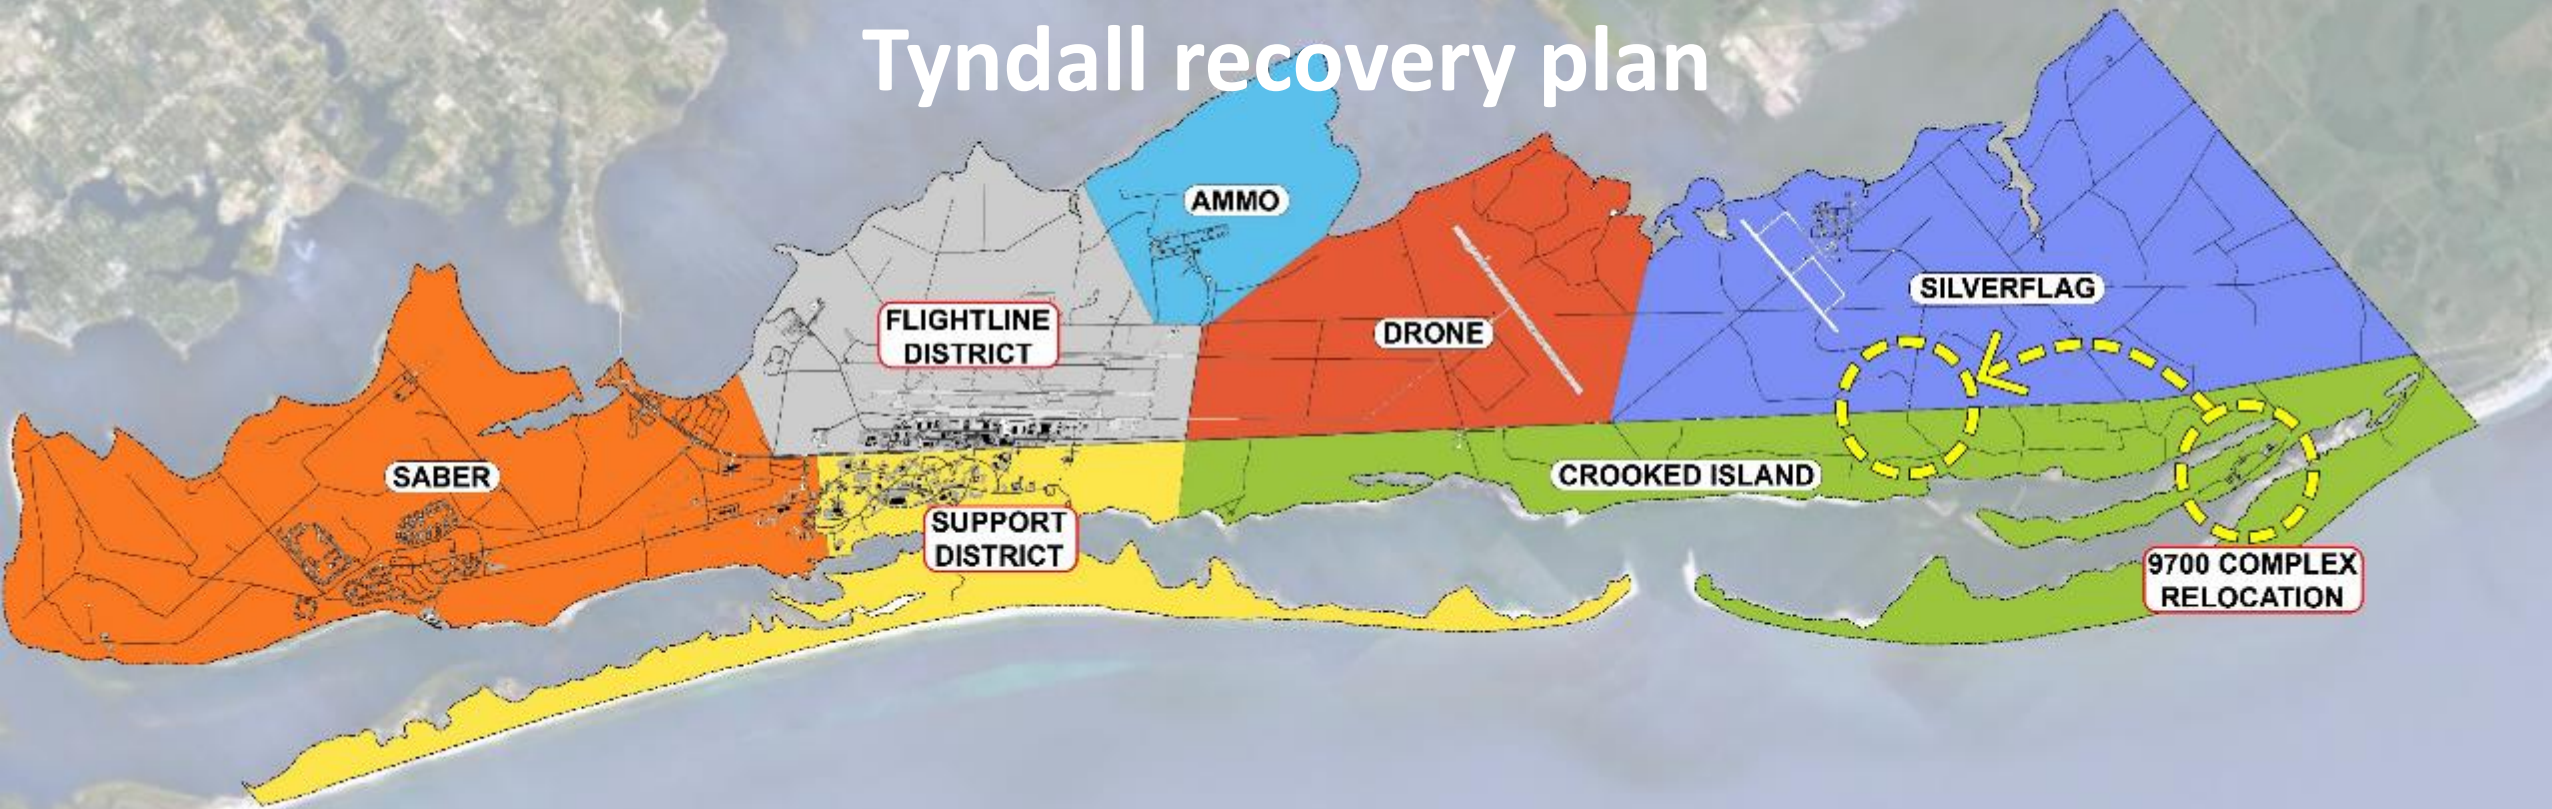 Tyndall recovery plan
AMMO
SILVERFLAG
FLIGHTLINE
DISTRICT
DRONE
SABER
CROOKED ISLAND
SUPPORT
DISTRICT
9700 COMPLEX
RELOCATION